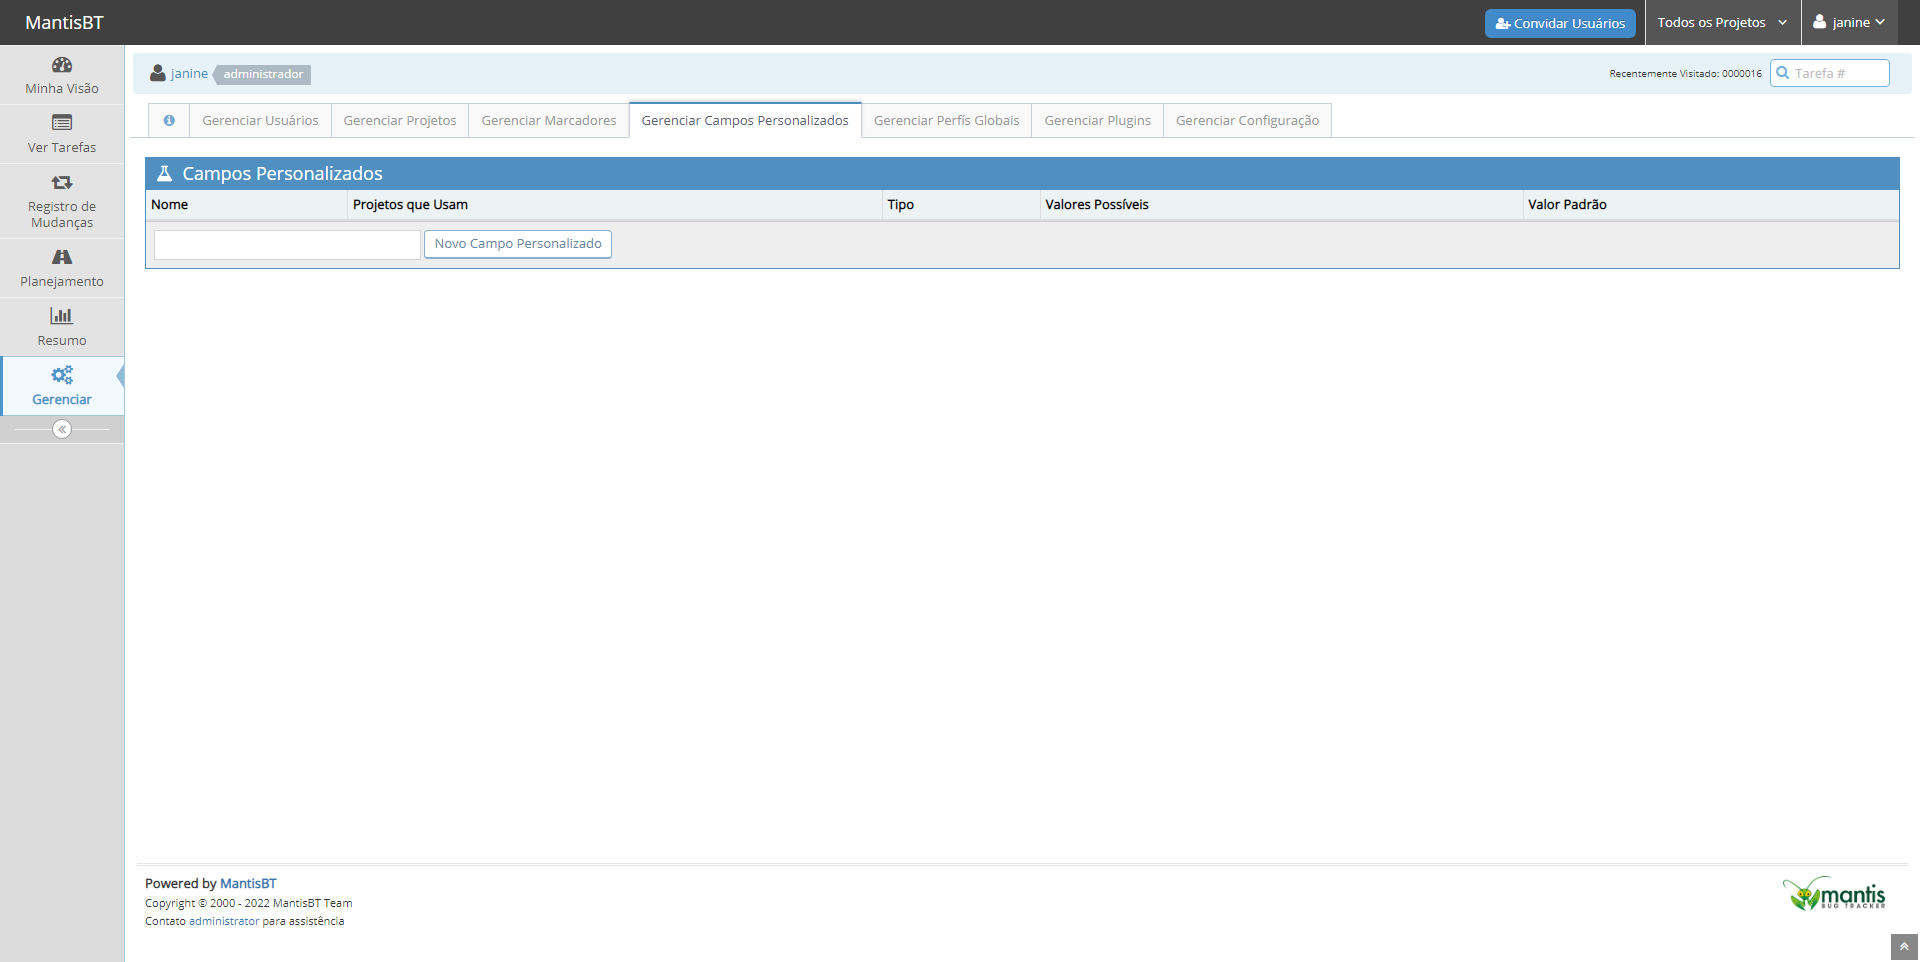 MantisBT
Convidar Usuários
Todos os Projetos
janine
Minha Visão
Ver Tarefas
Registro de
Mudanças
Planejamento
Resumo
Gerenciar
janine administrador
Recentemente Visitado: 0000016
Tarefa #
Gerenciar Usuários
Gerenciar Projetos
Gerenciar Marcadores
Gerenciar Campos Personalizados
Gerenciar Perfís Globais
Gerenciar Plugins
Gerenciar Configuração
Campos Personalizados
Nome
Projetos que Usam
Tipo
Valores Possíveis
Valor Padrão
Novo Campo Personalizado
Powered by MantisBT
Copyright © 2000 - 2022 MantisBT Team
Contato administrator para assistência
mantis
BUG TRACKER